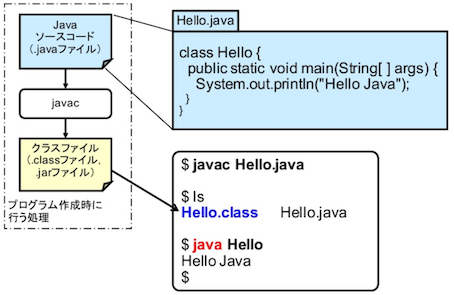 Java
ソースコード
(.javaファイル)
javac
クラスファイル
(.classファイル,
.jarファイル)
プログラム作成時に
行う処理
Hello.java
class Hello {
public static void main(String[ ] args) {
System.out.println("Hello Java");
}
}
$ javac Hello.java
$ ls
Hello.class Hello.java
$ java Hello
Hello Java
$